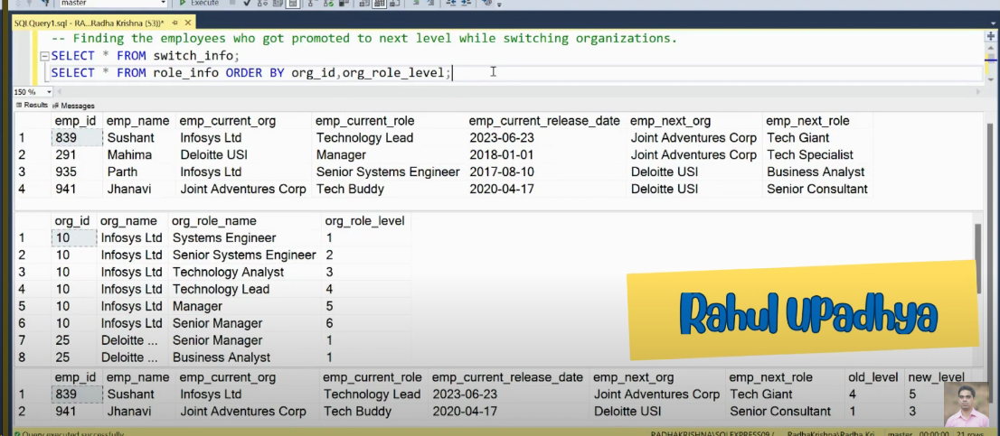 master
Execute
SQLQuery1.sql - RA...Radha Krishna (53))*
-- Finding the employees who got promoted to next level while switching organizations.
SELECT * FROM switch_info;
SELECT * FROM role_info ORDER BY org_id,org_role_level;
150 %
Results Messages
emp_id emp_name emp_current_org emp_current_role emp_current_release_date emp_next_org emp_next_role
1 839 Sushant Infosys Ltd Technology Lead 2023-06-23 Joint Adventures Corp Tech Giant
2 291 Mahima Deloitte USI Manager 2018-01-01 Joint Adventures Corp Tech Specialist
3 935 Parth Infosys Ltd Senior Systems Engineer 2017-08-10 Deloitte USI Business Analyst
4 941 Jhanavi Joint Adventures Corp Tech Buddy 2020-04-17 Deloitte USI Senior Consultant
org_id org_name org_role_name org_role_level
1 10 Infosys Ltd Systems Engineer 1
2 10 Infosys Ltd Senior Systems Engineer 2
3 10 Infosys Ltd Technology Analyst 3
4 10 Infosys Ltd Technology Lead 4
5 10 Infosys Ltd Manager 5
6 10 Infosys Ltd Senior Manager 6
7 25 Deloitte ... Senior Manager 1
8 25 Deloitte ... Business Analyst 1
Rahul Upadhya
emp_id emp_name emp_current_org emp_current_role emp_current_release_date emp_next_org emp_next_role old_level new_level
1 839 Sushant Infosys Ltd Technology Lead 2023-06-23 Joint Adventures Corp Tech Giant 4 5
2 941 Jhanavi Joint Adventures Corp Tech Buddy 2020-04-17 Deloitte USI Senior Consultant 1 3
Query executed successfully
master 00:00:00 21 rows